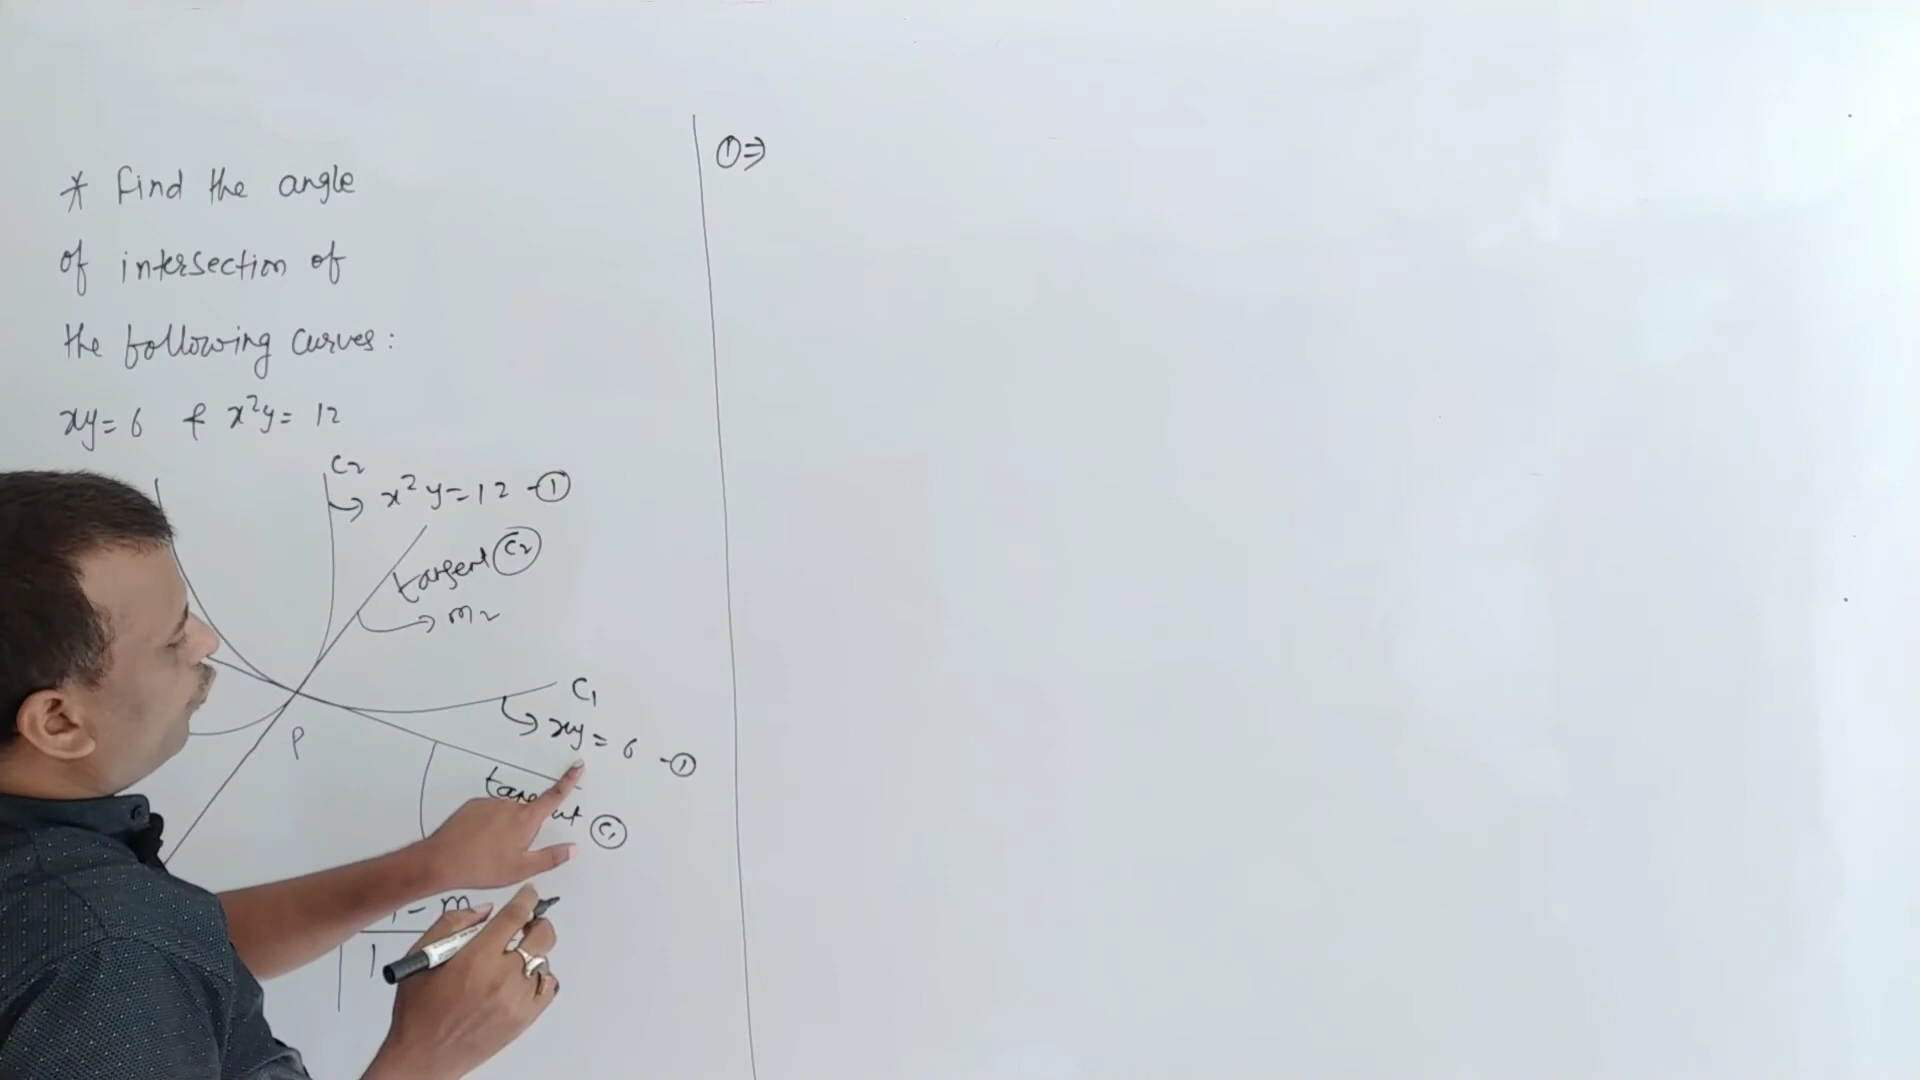 * Find the angle
of intersection of
the following curves:
xy = 6 & x²y = 12
C2
x²y = 12 - ①
tangent C2
m2
C1
xy = 6 - ①
P
C1
- m
1
① ⇒